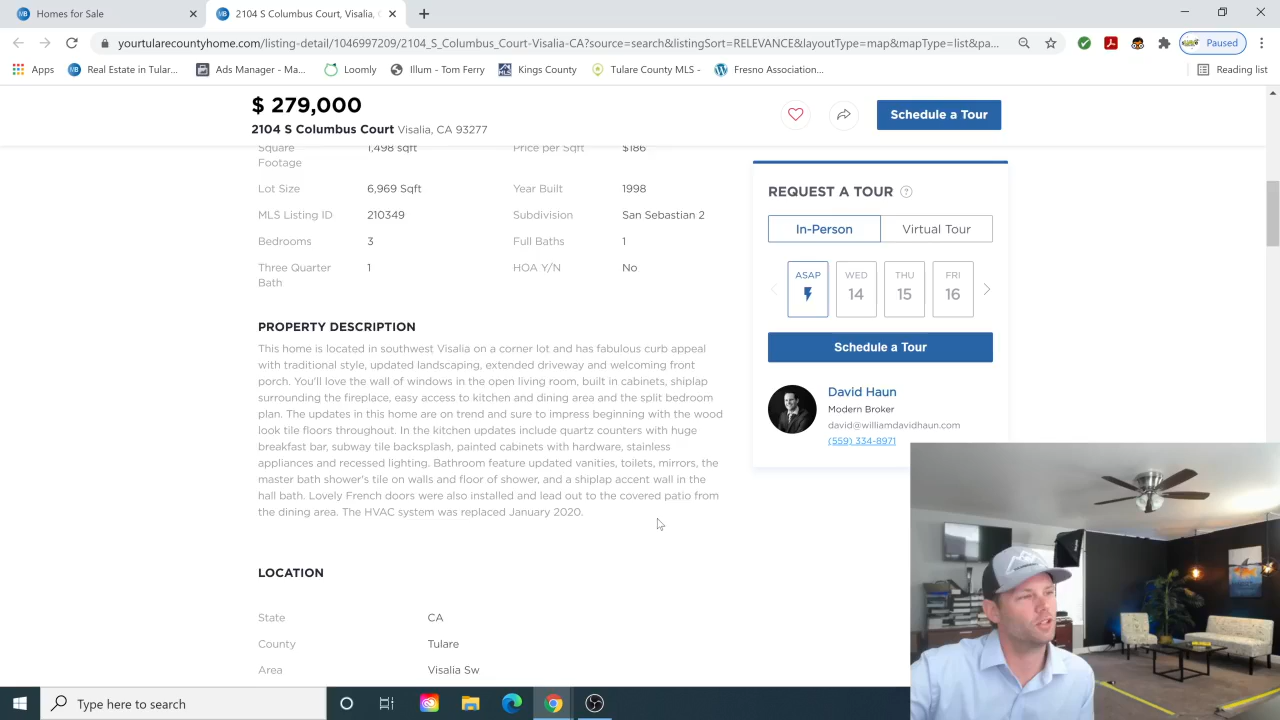 Homes for Sale
2104 S Columbus Court, Visalia, C
yourtularecountyhome.com/listing-detail/1046997209/2104_S_Columbus_Court-Visalia-CA?source=search&listingSort=RELEVANCE&layoutType=map&mapType=list&pa...
Paused
Apps
Real Estate in Tular...
Ads Manager - Ma...
Loomly
Illum - Tom Ferry
Kings County
Tulare County MLS -
Fresno Association...
Reading list
$ 279,000
2104 S Columbus Court Visalia, CA 93277
Schedule a Tour
Square Footage 1,498 sqft Price per Sqft $186
Lot Size 6,969 Sqft Year Built 1998
MLS Listing ID 210349 Subdivision San Sebastian 2
Bedrooms 3 Full Baths 1
Three Quarter Bath 1 HOA Y/N No
PROPERTY DESCRIPTION
This home is located in southwest Visalia on a corner lot and has fabulous curb appeal
with traditional style, updated landscaping, extended driveway and welcoming front
porch. You'll love the wall of windows in the open living room, built in cabinets, shiplap
surrounding the fireplace, easy access to kitchen and dining area and the split bedroom
plan. The updates in this home are on trend and sure to impress beginning with the wood
look tile floors throughout. In the kitchen updates include quartz counters with huge
breakfast bar, subway tile backsplash, painted cabinets with hardware, stainless
appliances and recessed lighting. Bathroom feature updated vanities, toilets, mirrors, the
master bath shower's tile on walls and floor of shower, and a shiplap accent wall in the
hall bath. Lovely French doors were also installed and lead out to the covered patio from
the dining area. The HVAC system was replaced January 2020.
LOCATION
State CA
County Tulare
Area Visalia Sw
REQUEST A TOUR ?
In-Person Virtual Tour
ASAP WED THU FRI
14 15 16
Schedule a Tour
David Haun
Modern Broker
david@williamdavidhaun.com
(559) 334-8971
Type here to search